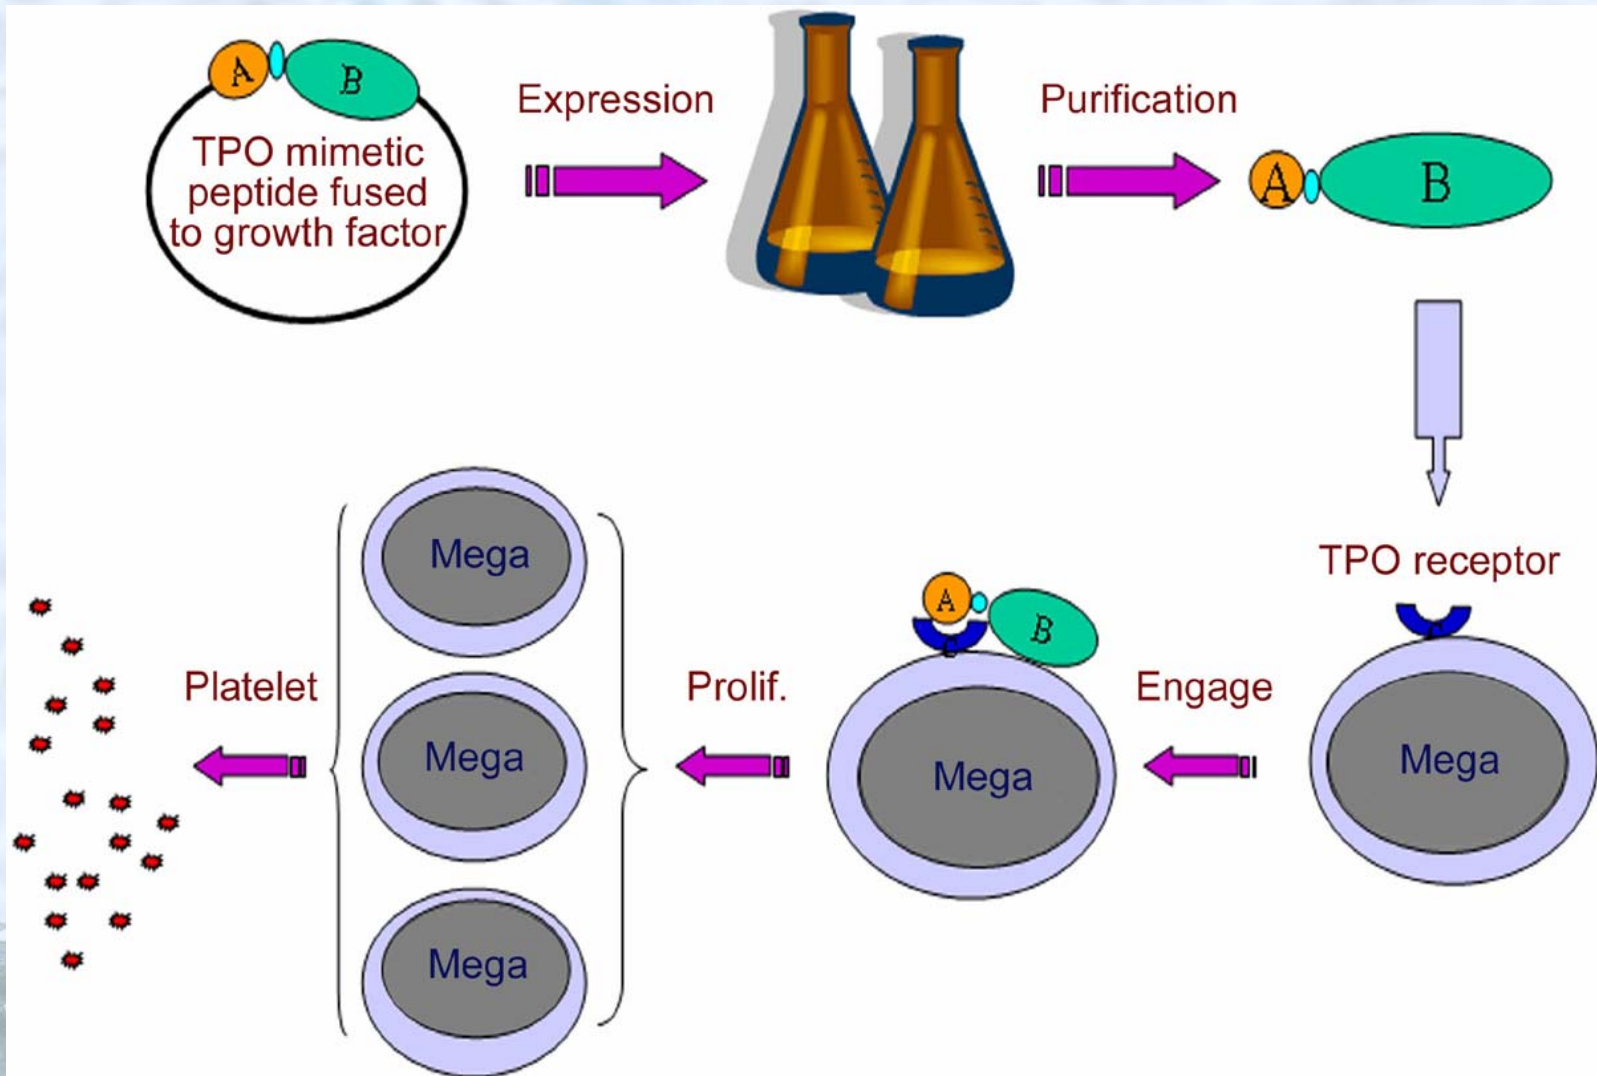 A
B
TPO mimetic
peptide fused
to growth factor
Expression
Purification
A
B
TPO receptor
Mega
Engage
A
B
Mega
Prolif.
Mega
Mega
Mega
Platelet